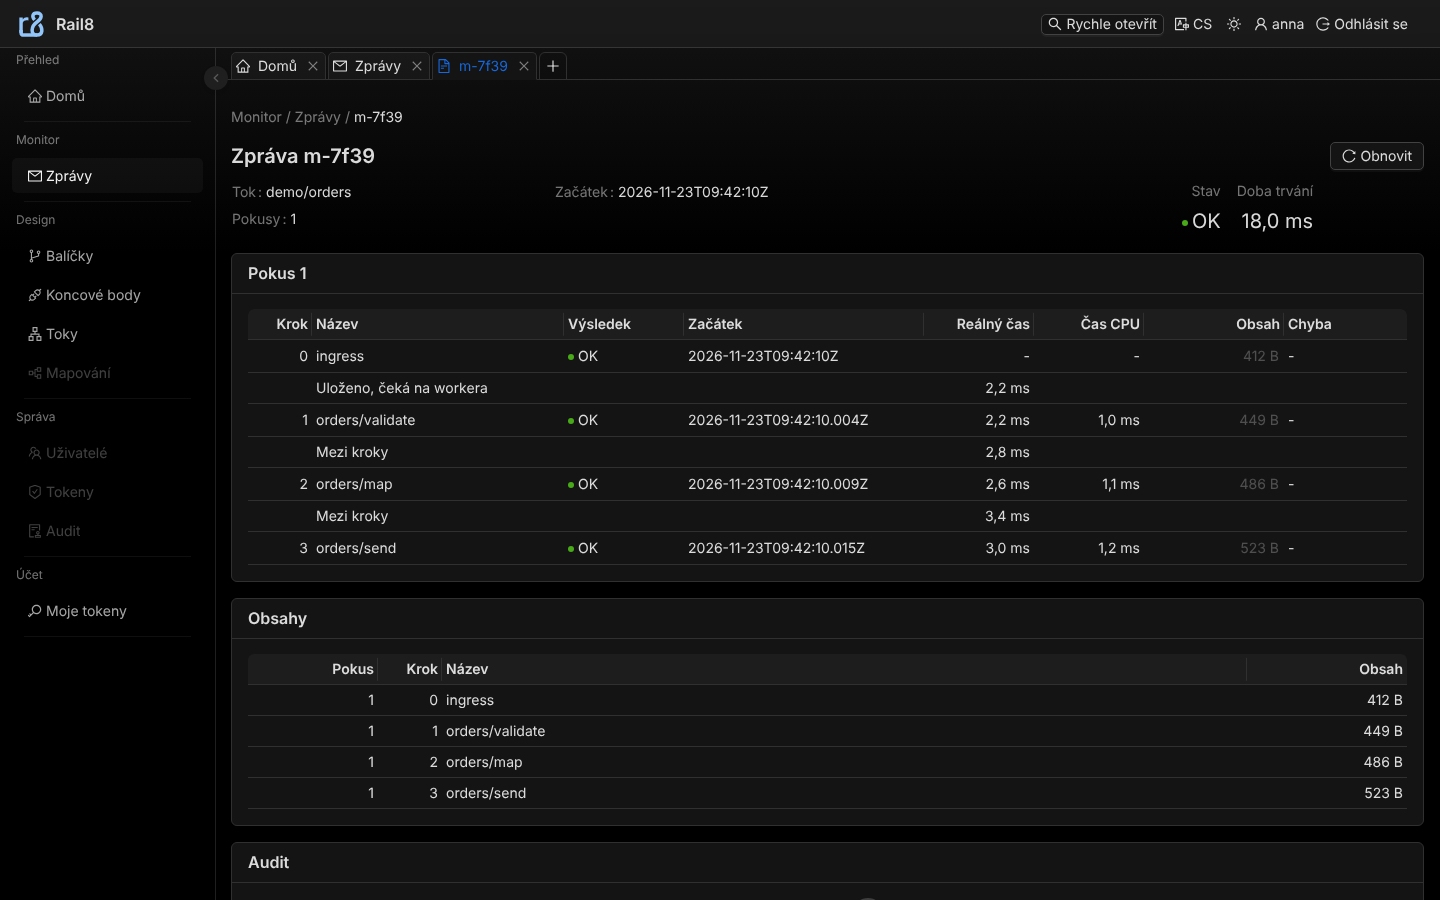 Rail8
Rychle otevřít CS anna Odhlásit se
Přehled
Domů
Monitor
Zprávy
Design
Balíčky
Koncové body
Toky
Mapování
Správa
Uživatelé
Tokeny
Audit
Účet
Moje tokeny
Domů Zprávy m-7f39
Monitor / Zprávy / m-7f39
Zpráva m-7f39
Obnovit
Tok : demo/orders Začátek : 2026-11-23T09:42:10Z
Pokusy : 1
Stav Doba trvání
OK 18,0 ms
Pokus 1
Krok Název Výsledek Začátek Reálný čas Čas CPU Obsah Chyba
0 ingress OK 2026-11-23T09:42:10Z - - 412 B -
Uloženo, čeká na workera 2,2 ms
1 orders/validate OK 2026-11-23T09:42:10.004Z 2,2 ms 1,0 ms 449 B -
Mezi kroky 2,8 ms
2 orders/map OK 2026-11-23T09:42:10.009Z 2,6 ms 1,1 ms 486 B -
Mezi kroky 3,4 ms
3 orders/send OK 2026-11-23T09:42:10.015Z 3,0 ms 1,2 ms 523 B -
Obsahy
Pokus Krok Název Obsah
1 0 ingress 412 B
1 1 orders/validate 449 B
1 2 orders/map 486 B
1 3 orders/send 523 B
Audit